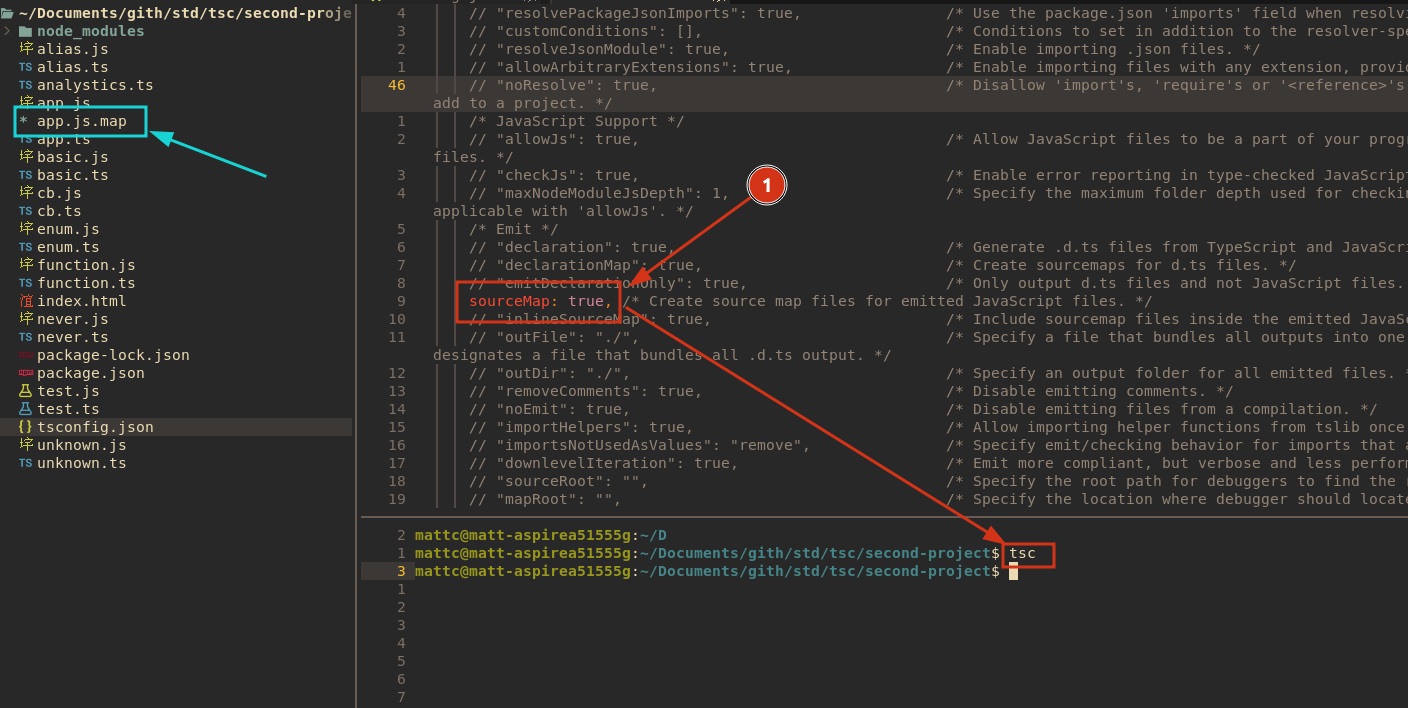 ~/Documents/gith/std/tsc/second-proje
node_modules
alias.js
TS alias.ts
TS analystics.ts
app.js
* app.js.map
app.ts
basic.js
TS basic.ts
cb.js
TS cb.ts
enum.js
TS enum.ts
function.js
TS function.ts
index.html
never.js
TS never.ts
package-lock.json
package.json
test.js
test.ts
{} tsconfig.json
unknown.js
TS unknown.ts
4 // "resolvePackageJsonImports": true, /* Use the package.json 'imports' field when resolvi
3 // "customConditions": [], /* Conditions to set in addition to the resolver-spe
2 // "resolveJsonModule": true, /* Enable importing .json files. */
1 // "allowArbitraryExtensions": true, /* Enable importing files with any extension, provid
46 // "noResolve": true, /* Disallow 'import's, 'require's or '<reference>'s
add to a project. */
1 /* JavaScript Support */
2 // "allowJs": true, /* Allow JavaScript files to be a part of your prog
files. */
3 // "checkJs": true, /* Enable error reporting in type-checked JavaScript
4 // "maxNodeModuleJsDepth": 1, /* Specify the maximum folder depth used for checkin
applicable with 'allowJs'. */
1
5 /* Emit */
6 // "declaration": true, /* Generate .d.ts files from TypeScript and JavaScri
7 // "declarationMap": true, /* Create sourcemaps for d.ts files. */
8 // "emitDeclarationOnly": true, /* Only output d.ts files and not JavaScript files.
9 sourceMap: true, /* Create source map files for emitted JavaScript files. */
10 // "inlineSourceMap": true, /* Include sourcemap files inside the emitted JavaSc
11 // "outFile": "./", /* Specify a file that bundles all outputs into one
designates a file that bundles all .d.ts output. */
12 // "outDir": "./", /* Specify an output folder for all emitted files. *
13 // "removeComments": true, /* Disable emitting comments. */
14 // "noEmit": true, /* Disable emitting files from a compilation. */
15 // "importHelpers": true, /* Allow importing helper functions from tslib once
16 // "importsNotUsedAsValues": "remove", /* Specify emit/checking behavior for imports that a
17 // "downlevelIteration": true, /* Emit more compliant, but verbose and less perform
18 // "sourceRoot": "", /* Specify the root path for debuggers to find the r
19 // "mapRoot": "", /* Specify the location where debugger should locate
2 mattc@matt-aspirea51555g:~/D
1 mattc@matt-aspirea51555g:~/Documents/gith/std/tsc/second-project$ tsc
3 mattc@matt-aspirea51555g:~/Documents/gith/std/tsc/second-project$
1
2
3
4
5
6
7